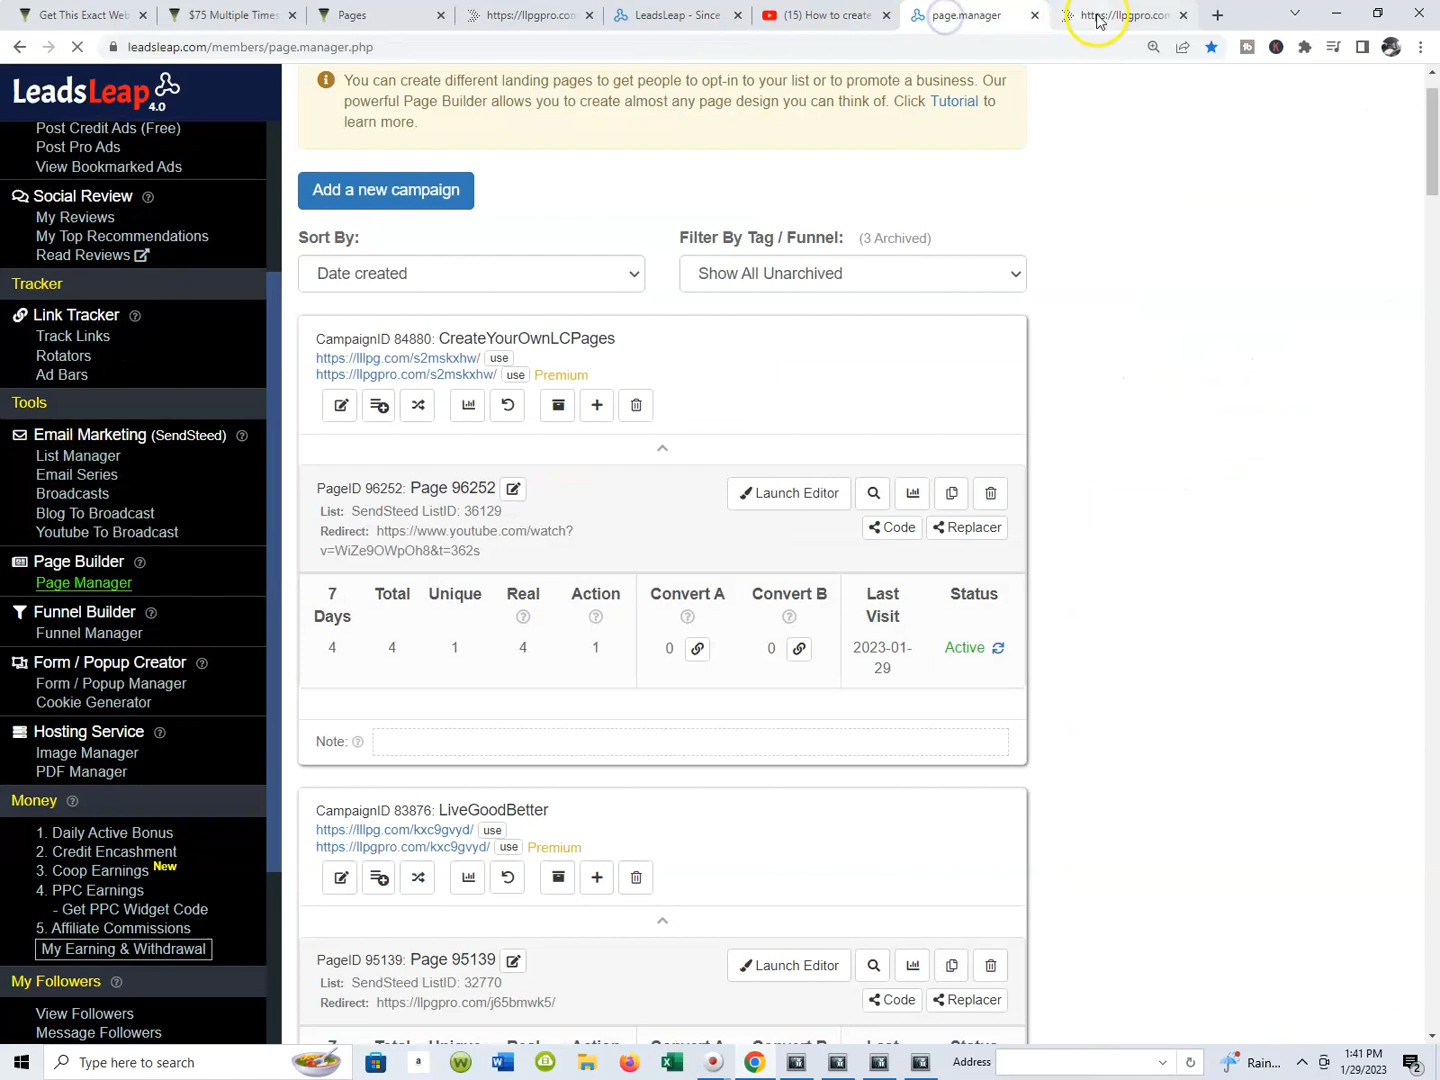 Get This Exact Web
$75 Multiple Times
Pages
https://llpgpro.com
LeadsLeap - Since
(15) How to create
page.manager
https://llpgpro.com
leadsleap.com/members/page.manager.php
LeadsLeap 4.0
Post Credit Ads (Free)
Post Pro Ads
View Bookmarked Ads
Social Review
My Reviews
My Top Recommendations
Read Reviews
Tracker
Link Tracker
Track Links
Rotators
Ad Bars
Tools
Email Marketing (SendSteed)
List Manager
Email Series
Broadcasts
Blog To Broadcast
Youtube To Broadcast
Page Builder
Page Manager
Funnel Builder
Funnel Manager
Form / Popup Creator
Form / Popup Manager
Cookie Generator
Hosting Service
Image Manager
PDF Manager
Money
1. Daily Active Bonus
2. Credit Encashment
3. Coop Earnings New
4. PPC Earnings
- Get PPC Widget Code
5. Affiliate Commissions
My Earning & Withdrawal
My Followers
View Followers
Message Followers
You can create different landing pages to get people to opt-in to your list or to promote a business. Our
powerful Page Builder allows you to create almost any page design you can think of. Click Tutorial to
learn more.
Add a new campaign
Sort By:
Date created
Filter By Tag / Funnel: (3 Archived)
Show All Unarchived
CampaignID 84880: CreateYourOwnLCPages
https://lllpg.com/s2mskxhw/ use
https://llpgpro.com/s2mskxhw/ use Premium
PageID 96252: Page 96252
List: SendSteed ListID: 36129
Redirect: https://www.youtube.com/watch?
v=WiZe9OWpOh8&t=362s
Launch Editor
Code Replacer
7 Days Total Unique Real Action Convert A Convert B Last Visit Status
4 4 1 4 1 0 0 2023-01-29 Active
Note:
CampaignID 83876: LiveGoodBetter
https://lllpg.com/kxc9gvyd/ use
https://llpgpro.com/kxc9gvyd/ use Premium
PageID 95139: Page 95139
List: SendSteed ListID: 32770
Redirect: https://llpgpro.com/j65bmwk5/
Launch Editor
Code Replacer
Type here to search
Address
Rain...
1:41 PM
1/29/2023
2